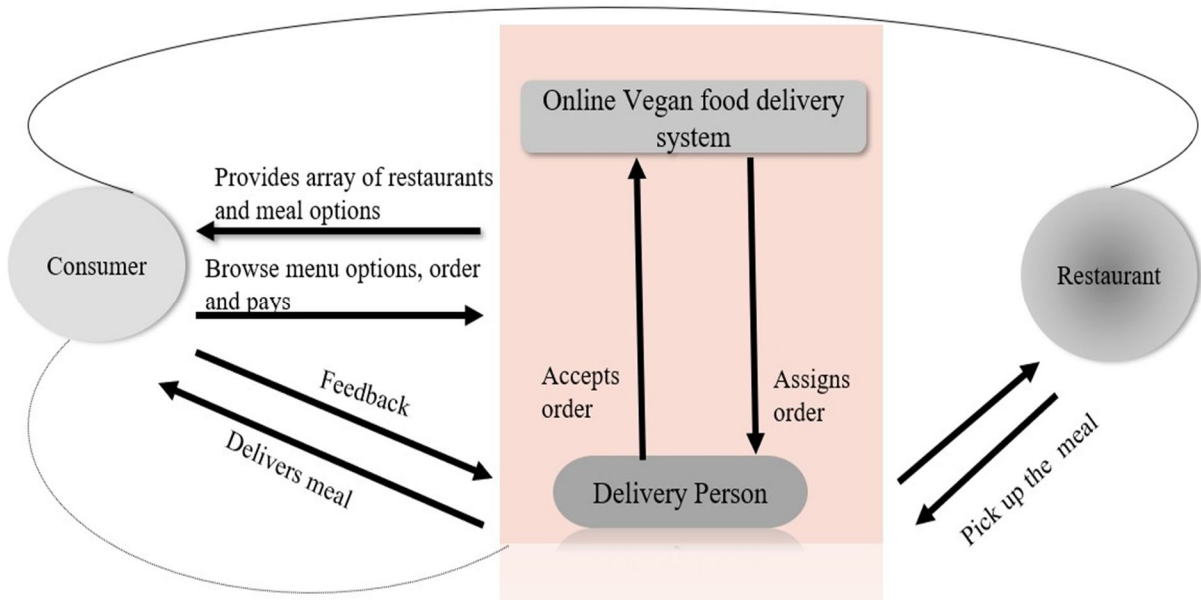 Online Vegan food delivery
system
Provides array of restaurants
and meal options
Consumer
Browse menu options, order
and pays
Restaurant
Feedback
Delivers meal
Accepts
order
Assigns
order
Delivery Person
Pick up the meal